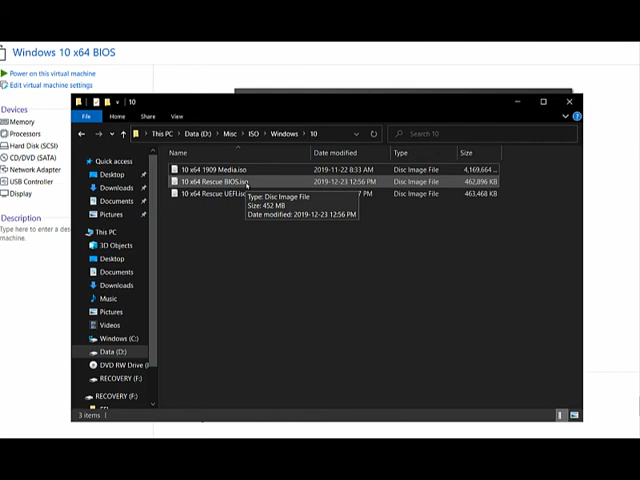 Windows 10 x64 BIOS
Power on this virtual machine
Edit virtual machine settings
Devices
Memory
Processors
Hard Disk (SCSI)
CD/DVD (SATA)
Network Adapter
USB Controller
Display
Description
Type here to enter a des
machine.
10
File Home Share View
This PC Data (D:) Misc ISO Windows 10
Search 10
Name Date modified Type Size
10 x64 1909 Media.iso 2019-11-22 8:33 AM Disc Image File 4,169,664 ...
10 x64 Rescue BIOS.iso 2019-12-23 12:56 PM Disc Image File 462,896 KB
10 x64 Rescue UEFI.iso 7 PM Disc Image File 463,468 KB
Type: Disc Image File
Size: 452 MB
Date modified: 2019-12-23 12:56 PM
Quick access
Desktop
Downloads
Documents
Pictures
This PC
3D Objects
Desktop
Documents
Downloads
Music
Pictures
Videos
Windows (C:)
Data (D:)
DVD RW Drive (
RECOVERY (F:)
RECOVERY (F:)
3 items